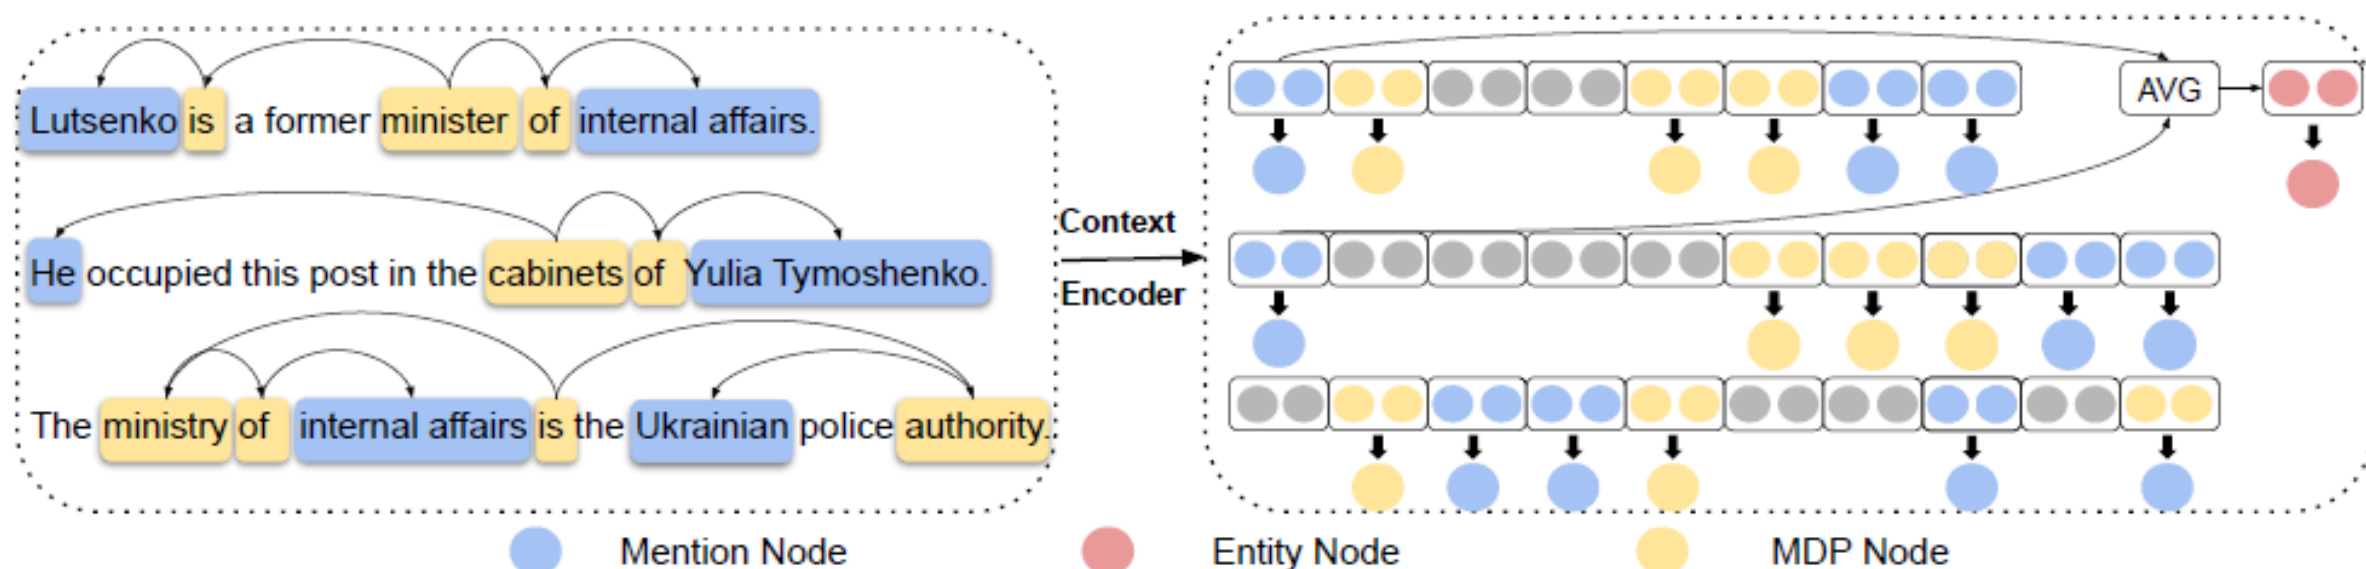 Lutsenko is a former minister of internal affairs.
He occupied this post in the cabinets of Yulia Tymoshenko.
The ministry of internal affairs is the Ukrainian police authority.
Context
Encoder
AVG
Mention Node
Entity Node
MDP Node